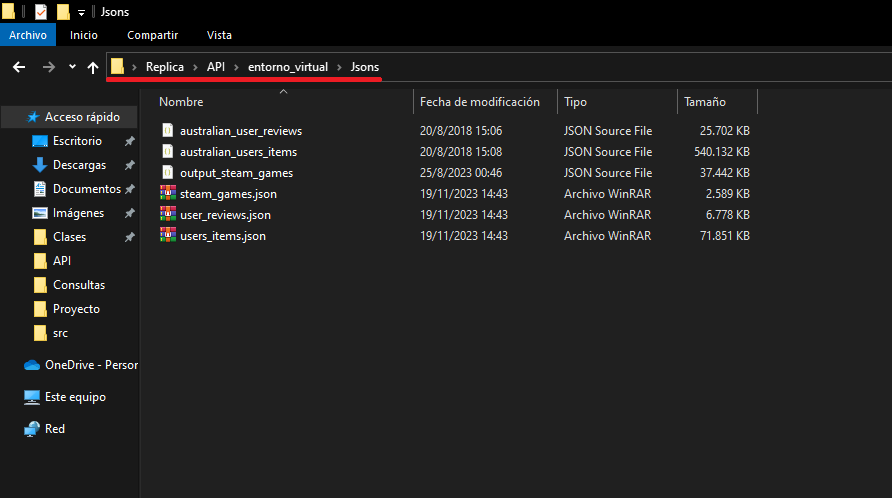 Jsons
Archivo Inicio Compartir Vista
Replica API entorno_virtual Jsons
Acceso rápido
Escritorio
Descargas
Documentos
Imágenes
Clases
API
Consultas
Proyecto
src
OneDrive - Person
Este equipo
Red
Nombre Fecha de modificación Tipo Tamaño
australian_user_reviews 20/8/2018 15:06 JSON Source File 25.702 KB
australian_users_items 20/8/2018 15:08 JSON Source File 540.132 KB
output_steam_games 25/8/2023 00:46 JSON Source File 37.442 KB
steam_games.json 19/11/2023 14:43 Archivo WinRAR 2.589 KB
user_reviews.json 19/11/2023 14:43 Archivo WinRAR 6.778 KB
users_items.json 19/11/2023 14:43 Archivo WinRAR 71.851 KB